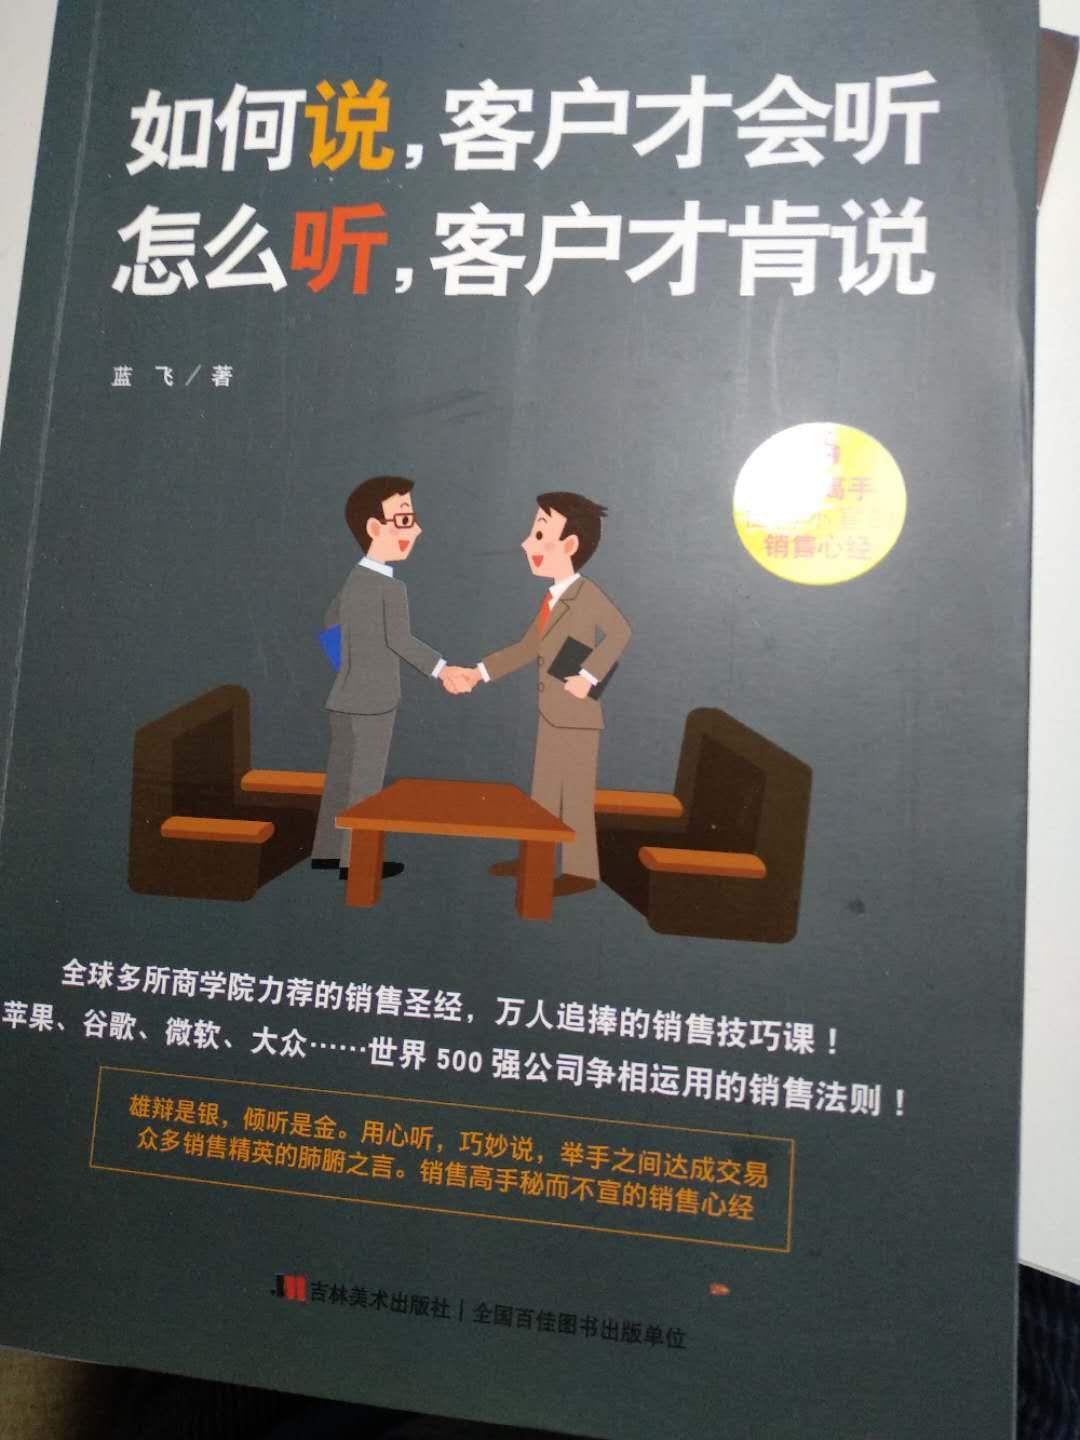 如何说，客户才会听
怎么听，客户才肯说
蓝 飞／著
高手
销售心经
全球多所商学院力荐的销售圣经，万人追捧的销售技巧课！
苹果、谷歌、微软、大众……世界 500 强公司争相运用的销售法则！
雄辩是银，倾听是金。用心听，巧妙说，举手之间达成交易
众多销售精英的肺腑之言。销售高手秘而不宣的销售心经
吉林美术出版社｜全国百佳图书出版单位